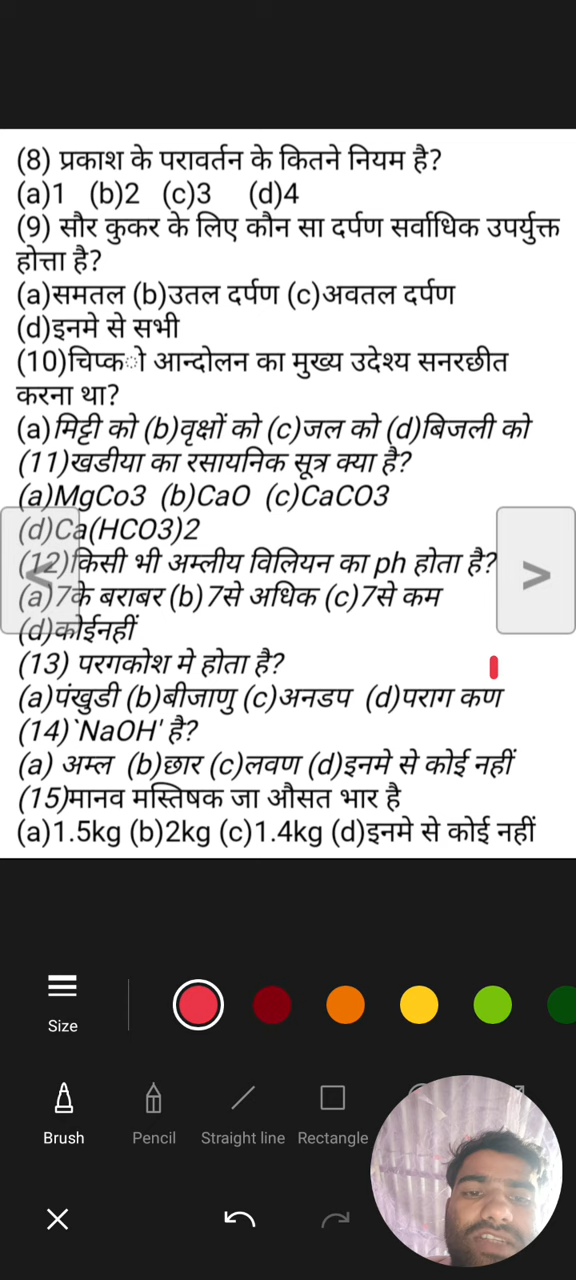 (8) प्रकाश के परावर्तन के कितने नियम है?
(a)1 (b)2 (c)3 (d)4
(9) सौर कुकर के लिए कौन सा दर्पण सर्वाधिक उपर्युक्त
होत्ता है?
(a)समतल (b)उतल दर्पण (c)अवतल दर्पण
(d)इनमे से सभी
(10)चिप्काे आन्दोलन का मुख्य उदेश्य सनरछीत
करना था?
(a)मिट्टी को (b)वृक्षों को (c)जल को (d)बिजली को
(11)खडीया का रसायनिक सूत्र क्या है?
(a)MgCo3 (b)CaO (c)CaCO3
(d)Ca(HCO3)2
(12)किसी भी अम्लीय विलियन का ph होता है?
(a)7के बराबर (b)7से अधिक (c)7से कम
(d)कोईनहीं
(13) परगकोश मे होता है?
(a)पंखुडी (b)बीजाणु (c)अनडप (d)पराग कण
(14)`NaOH' है?
(a) अम्ल (b)छार (c)लवण (d)इनमे से कोई नहीं
(15)मानव मस्तिषक जा औसत भार है
(a)1.5kg (b)2kg (c)1.4kg (d)इनमे से कोई नहीं
< >
Size
Brush Pencil Straight line Rectangle